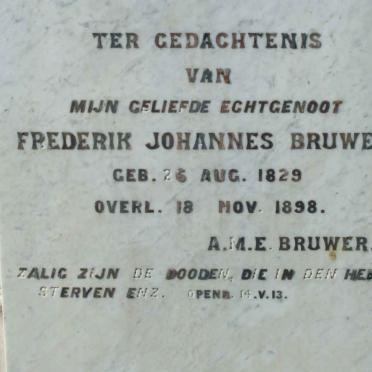 TER GEDACHTENIS
VAN
MIJN GELIEFDE ECHTGENOOT
FREDERIK JOHANNES BRUWE
GEB. 26 AUG. 1829
OVERL. 18 NOV. 1898.
A.M.E. BRUWER.
ZALIG ZIJN DE DOODEN, DIE IN DEN HEE
STERVEN ENZ. OPENB. 14.V.13.